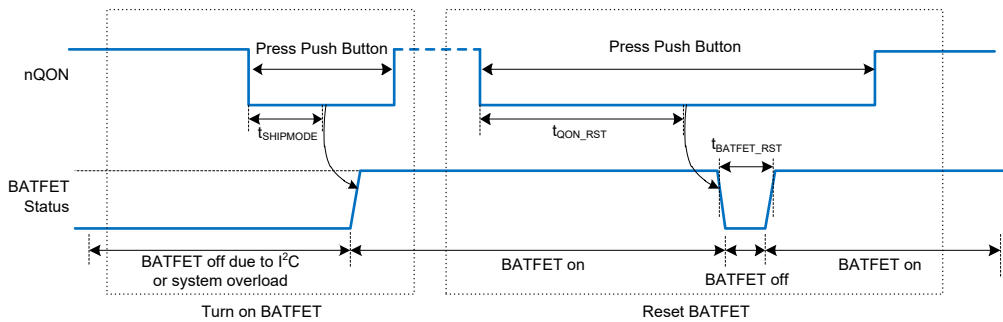 Press Push Button
Press Push Button
nQON
tSHIPMODE
tQON_RST
tBATFET_RST
BATFET
Status
BATFET off due to I²C
or system overload
BATFET on
BATFET off
BATFET on
Turn on BATFET
Reset BATFET